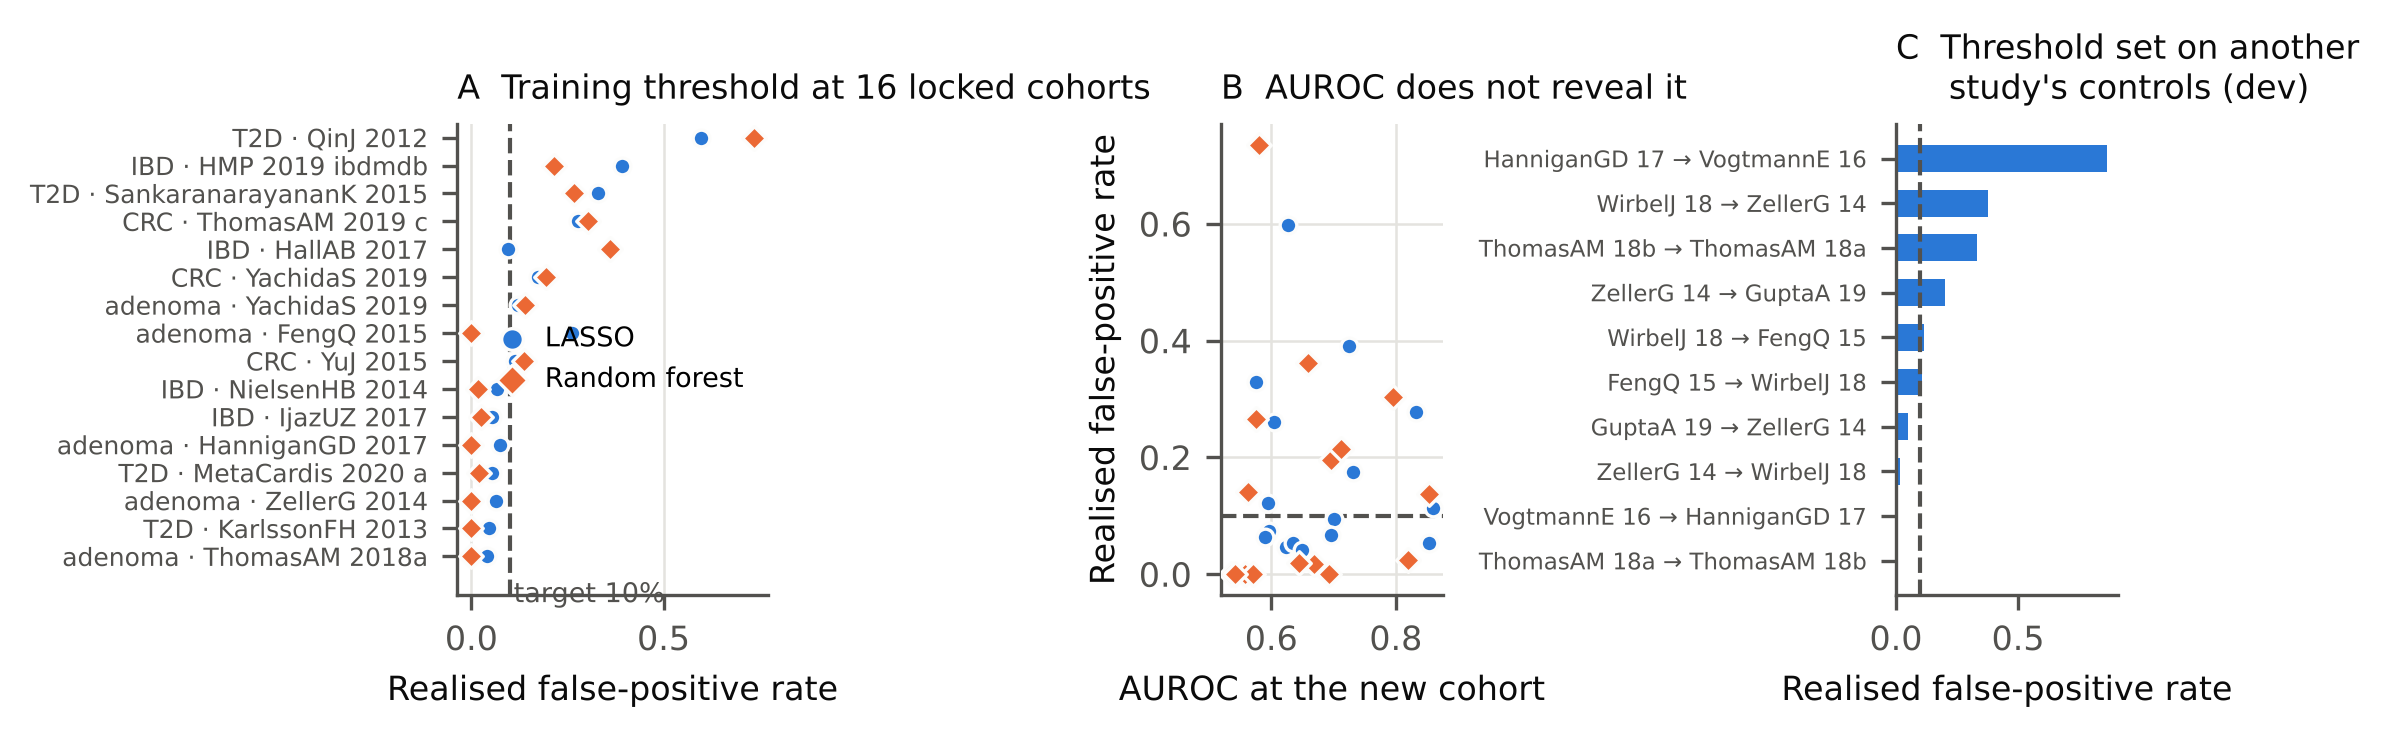 A Training threshold at 16 locked cohorts
T2D · QinJ 2012
IBD · HMP 2019 ibdmdb
T2D · SankaranarayananK 2015
CRC · ThomasAM 2019 c
IBD · HallAB 2017
CRC · YachidaS 2019
adenoma · YachidaS 2019
adenoma · FengQ 2015
CRC · YuJ 2015
IBD · NielsenHB 2014
IBD · IjazUZ 2017
adenoma · HanniganGD 2017
T2D · MetaCardis 2020 a
adenoma · ZellerG 2014
T2D · KarlssonFH 2013
adenoma · ThomasAM 2018a
LASSO
Random forest
target 10%
0.0 0.5
Realised false-positive rate
B AUROC does not reveal it
Realised false-positive rate
0.6
0.4
0.2
0.0
0.6 0.8
AUROC at the new cohort
C Threshold set on another
study's controls (dev)
HanniganGD 17 → VogtmannE 16
WirbelJ 18 → ZellerG 14
ThomasAM 18b → ThomasAM 18a
ZellerG 14 → GuptaA 19
WirbelJ 18 → FengQ 15
FengQ 15 → WirbelJ 18
GuptaA 19 → ZellerG 14
ZellerG 14 → WirbelJ 18
VogtmannE 16 → HanniganGD 17
ThomasAM 18a → ThomasAM 18b
0.0 0.5
Realised false-positive rate